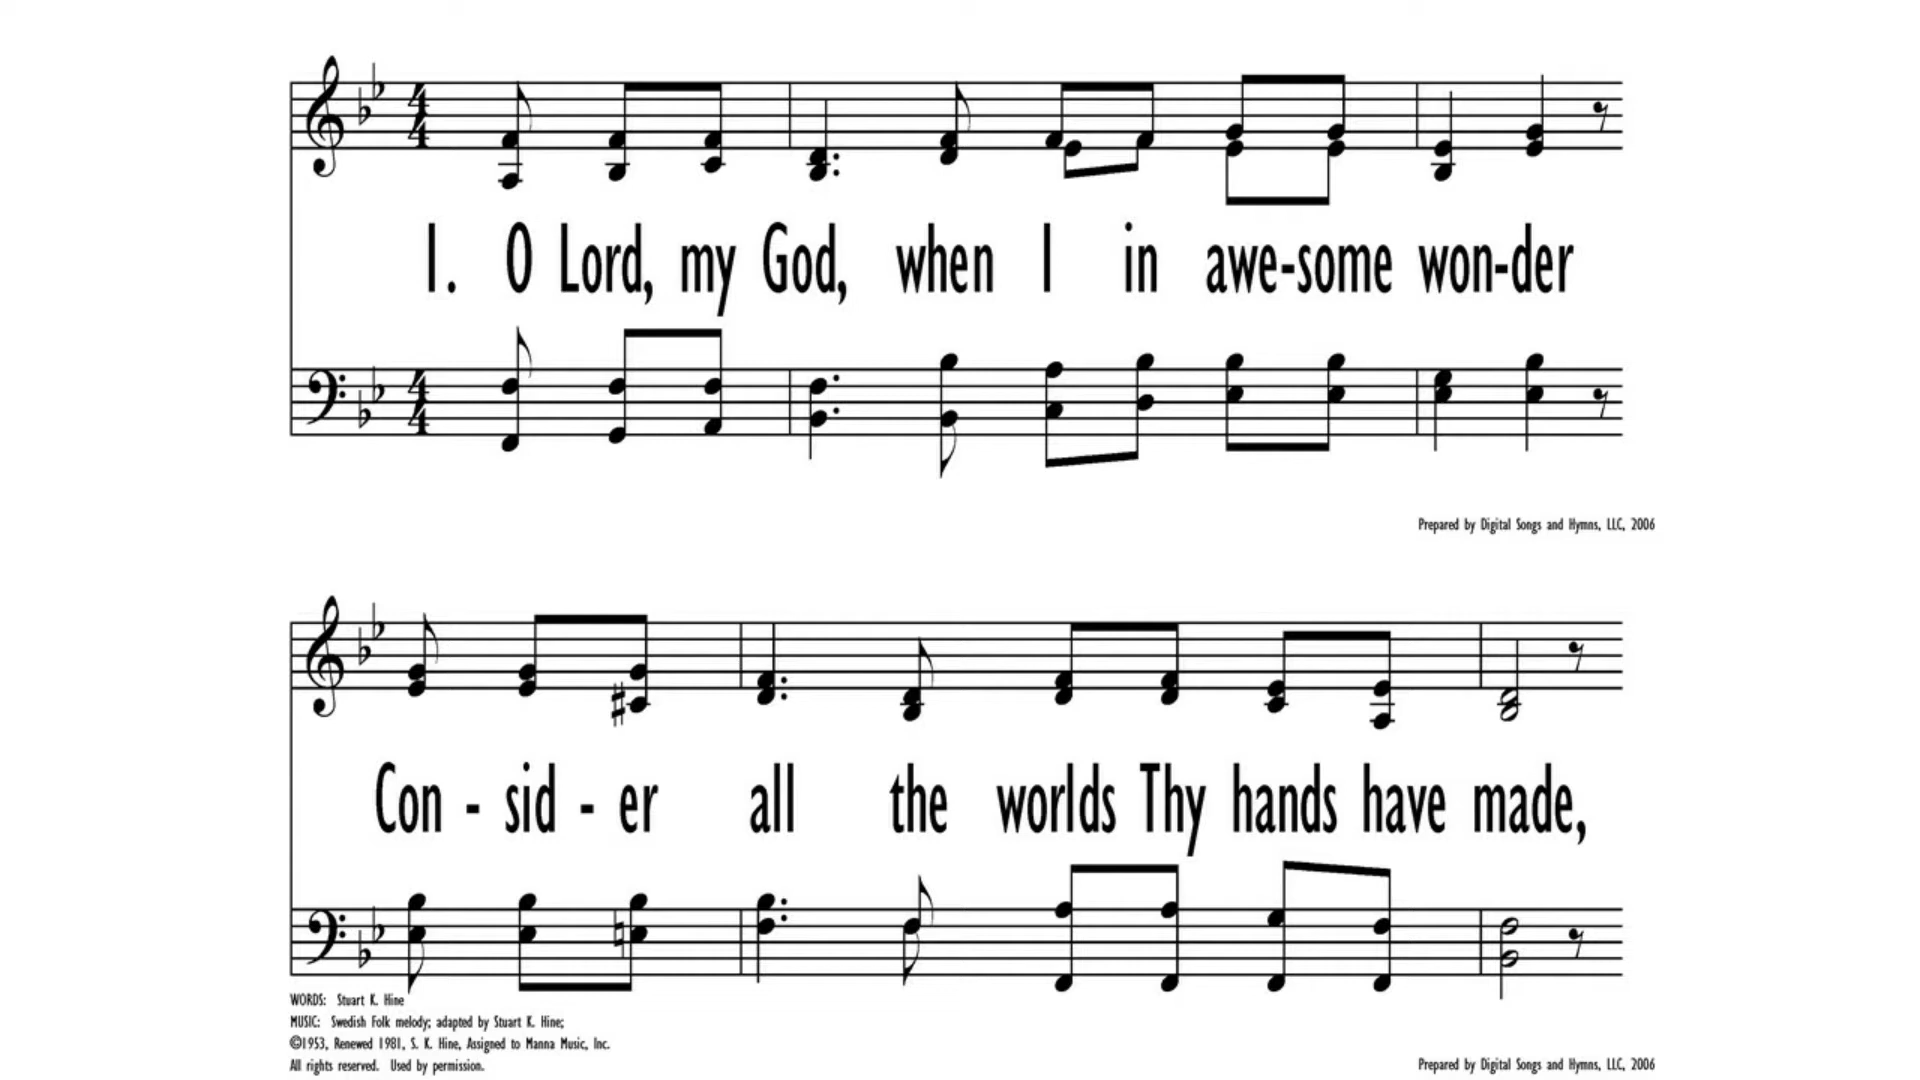 1. O Lord, my God, when I in awe-some won-der
Prepared by Digital Songs and Hymns, LLC, 2006
Con - sid - er all the worlds Thy hands have made,
WORDS: Stuart K. Hine
MUSIC: Swedish Folk melody; adapted by Stuart K. Hine;
©1953, Renewed 1981, S. K. Hine, Assigned to Manna Music, Inc.
All rights reserved. Used by permission.
Prepared by Digital Songs and Hymns, LLC, 2006